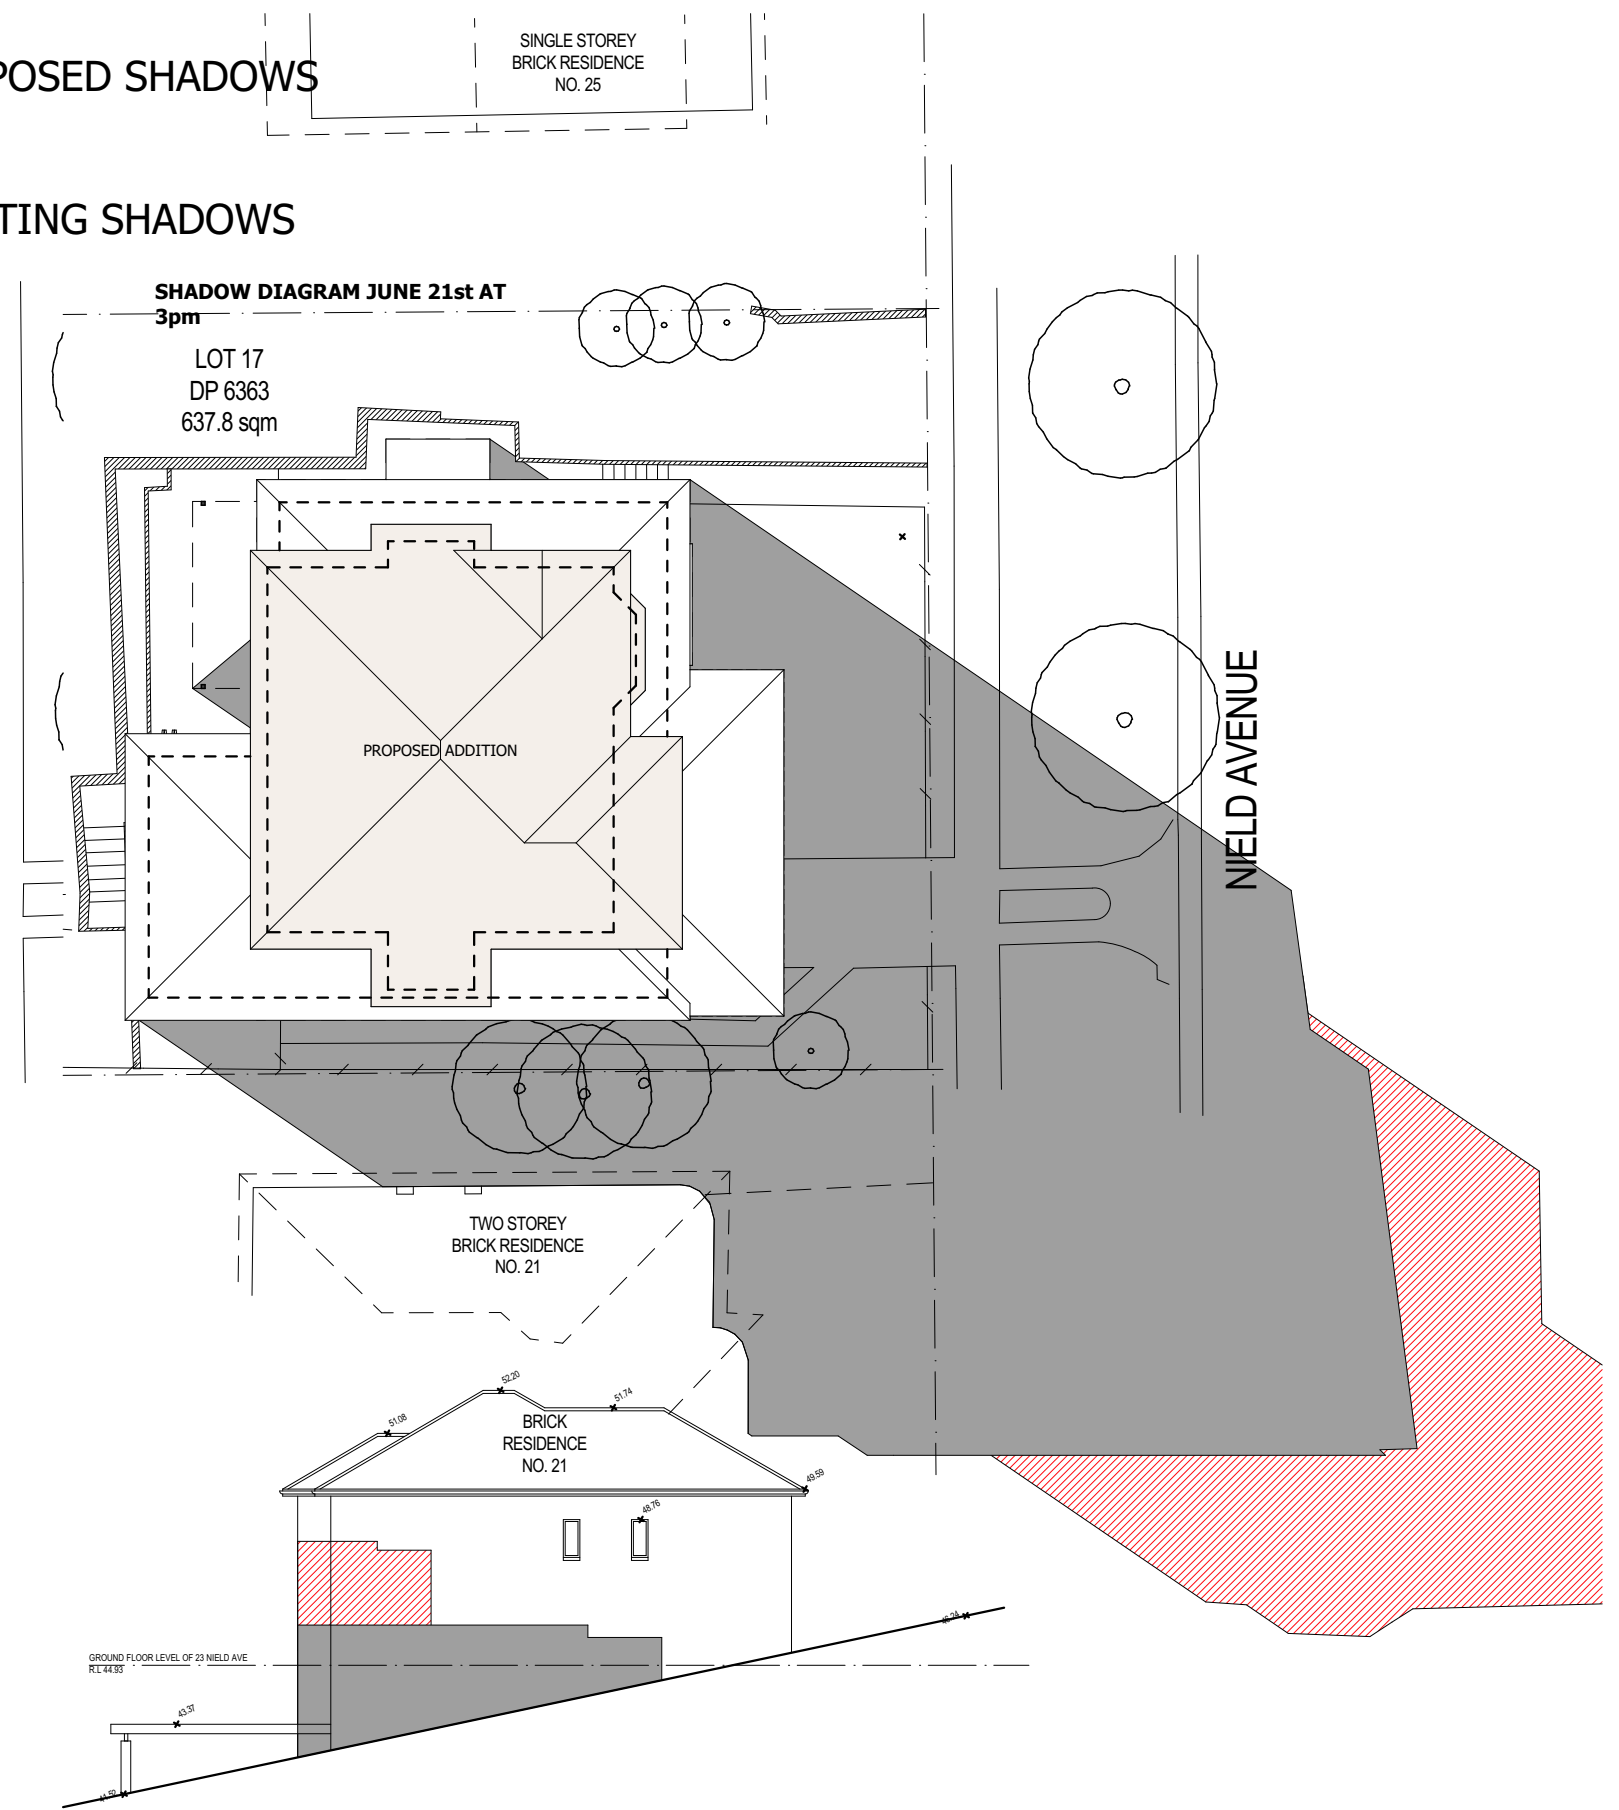 SINGLE STOREY
BRICK RESIDENCE
NO. 25
POSED SHADOWS
TING SHADOWS
SHADOW DIAGRAM JUNE 21st AT
3pm
LOT 17
DP 6363
637.8 sqm
PROPOSED ADDITION
NIELD AVENUE
TWO STOREY
BRICK RESIDENCE
NO. 21
52.20
51.74
51.08
BRICK
RESIDENCE
NO. 21
49.59
48.76
46.24
GROUND FLOOR LEVEL OF 23 NIELD AVE
R.L 44.93
43.37